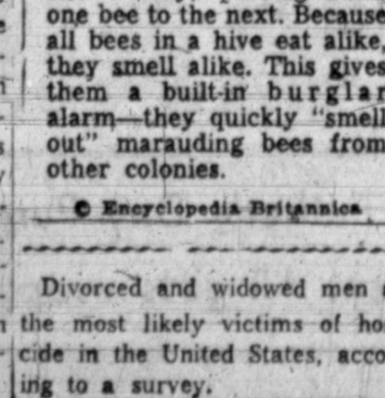 one bee to the next. Because
all bees in a hive eat alike,
they smell alike. This gives
them a built-in burglar
alarm—they quickly "smell
out" marauding bees from
other colonies.
© Encyclopedia Britannica
Divorced and widowed men
the most likely victims of ho
cide in the United States, acco
ing to a survey.